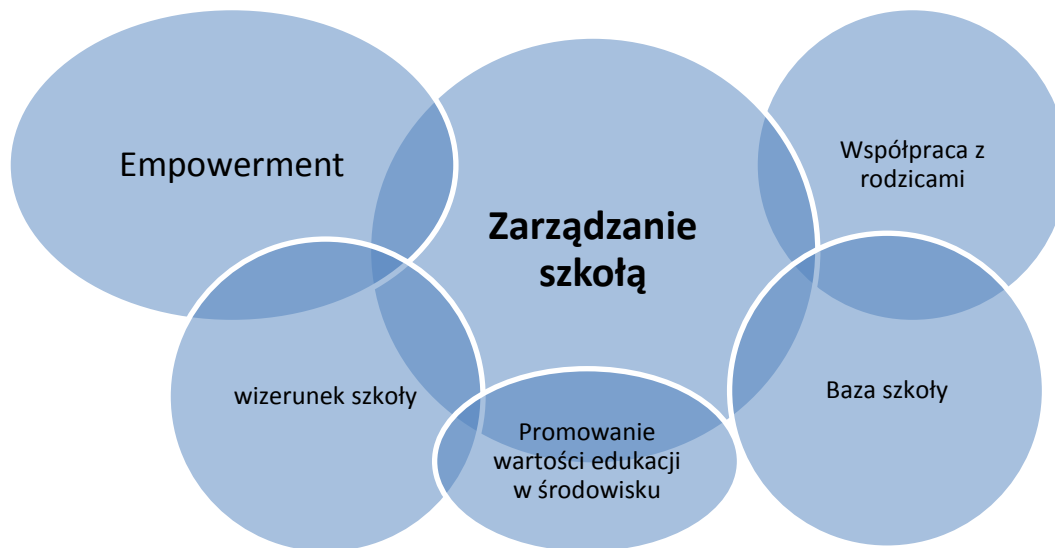 Empowerment
Zarządzanie
szkołą
Współpraca z
rodzicami
wizerunek szkoły
Promowanie
wartości edukacji
w środowisku
Baza szkoły